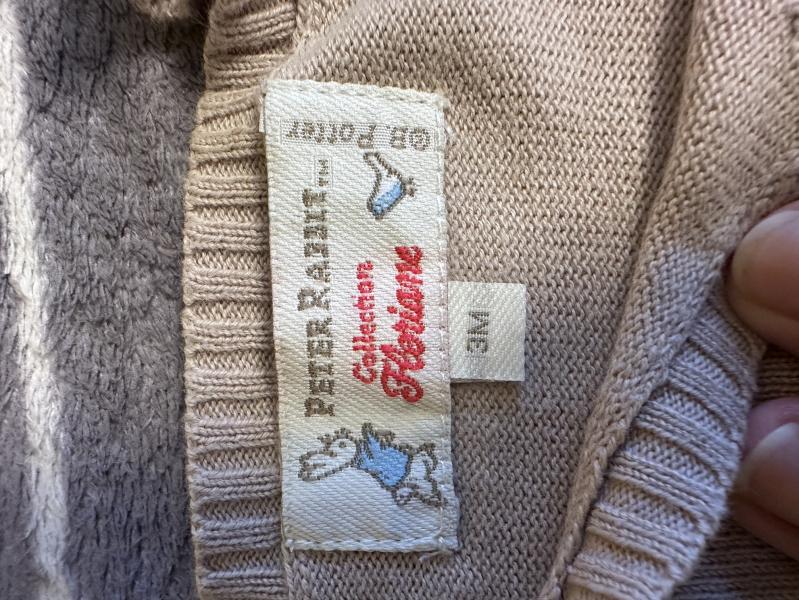 PETER RABBIT™
Collection
Floriane
©B Potter
3M